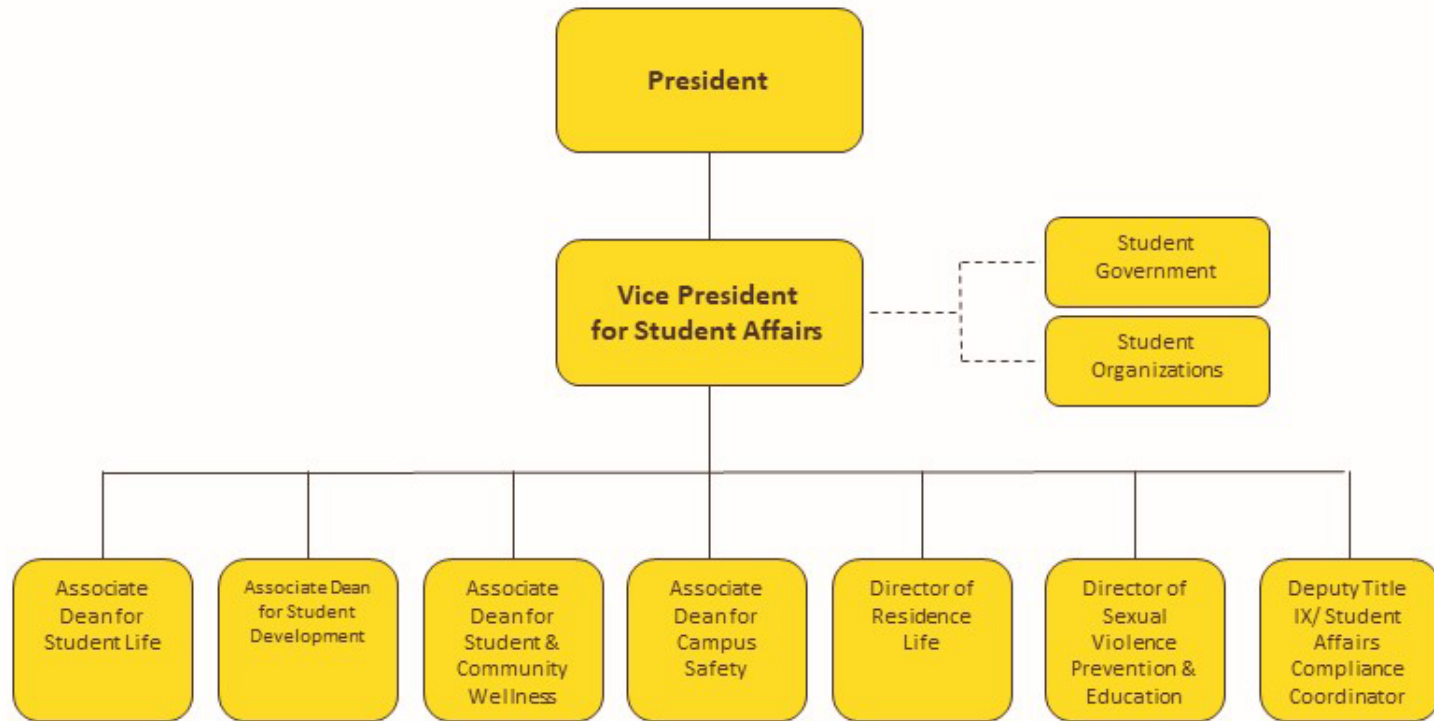 President
Vice President
for Student Affairs
Student
Government
Student
Organizations
Associate
Dean for
Student Life
Associate Dean
for Student
Development
Associate
Dean for
Student &
Community
Wellness
Associate
Dean for
Campus
Safety
Director of
Residence
Life
Director of
Sexual
Violence
Prevention &
Education
Deputy Title
IX/ Student
Affairs
Compliance
Coordinator